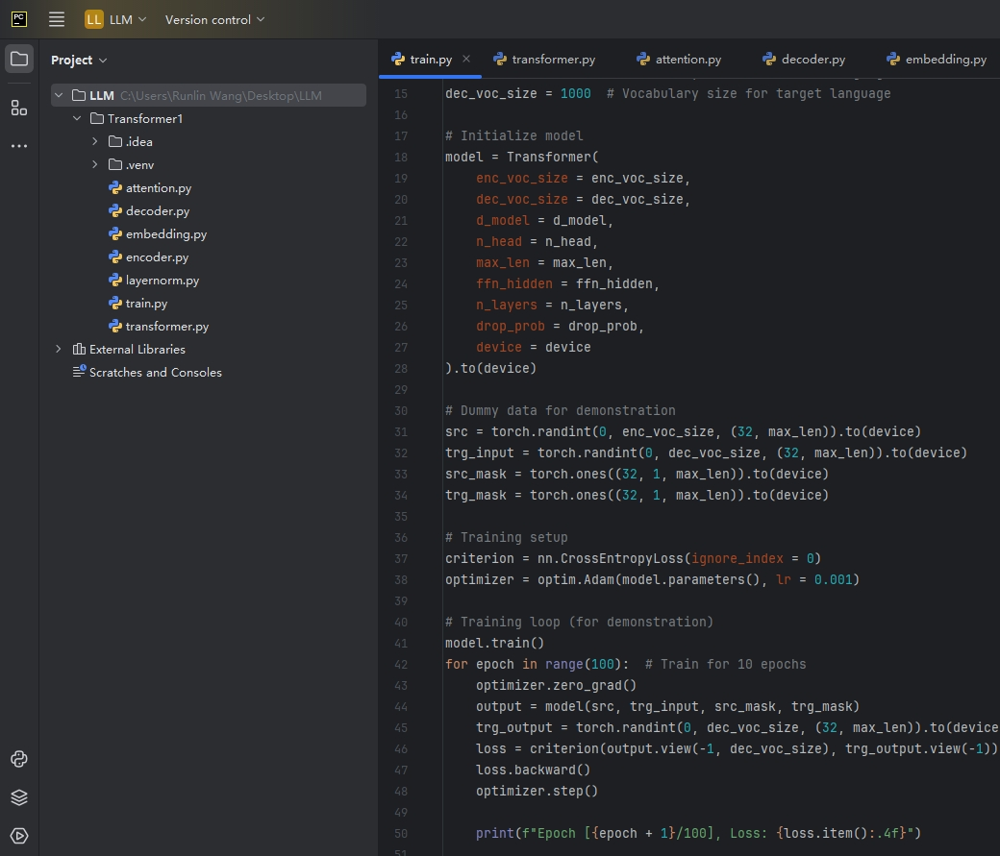 PC
LL LLM Version control
Project
LLM C:\Users\Runlin Wang\Desktop\LLM
Transformer1
.idea
.venv
attention.py
decoder.py
embedding.py
encoder.py
layernorm.py
train.py
transformer.py
External Libraries
Scratches and Consoles
train.py transformer.py attention.py decoder.py embedding.py
15 dec_voc_size = 1000  # Vocabulary size for target language
16
17 # Initialize model
18 model = Transformer(
19     enc_voc_size = enc_voc_size,
20     dec_voc_size = dec_voc_size,
21     d_model = d_model,
22     n_head = n_head,
23     max_len = max_len,
24     ffn_hidden = ffn_hidden,
25     n_layers = n_layers,
26     drop_prob = drop_prob,
27     device = device
28 ).to(device)
29
30 # Dummy data for demonstration
31 src = torch.randint(0, enc_voc_size, (32, max_len)).to(device)
32 trg_input = torch.randint(0, dec_voc_size, (32, max_len)).to(device)
33 src_mask = torch.ones((32, 1, max_len)).to(device)
34 trg_mask = torch.ones((32, 1, max_len)).to(device)
35
36 # Training setup
37 criterion = nn.CrossEntropyLoss(ignore_index = 0)
38 optimizer = optim.Adam(model.parameters(), lr = 0.001)
39
40 # Training loop (for demonstration)
41 model.train()
42 for epoch in range(100):  # Train for 10 epochs
43     optimizer.zero_grad()
44     output = model(src, trg_input, src_mask, trg_mask)
45     trg_output = torch.randint(0, dec_voc_size, (32, max_len)).to(device
46     loss = criterion(output.view(-1, dec_voc_size), trg_output.view(-1))
47     loss.backward()
48     optimizer.step()
49
50     print(f"Epoch [{epoch + 1}/100], Loss: {loss.item():.4f}")
51